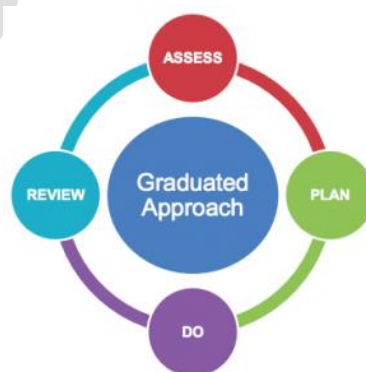 ASSESS
Graduated
Approach
REVIEW
PLAN
DO